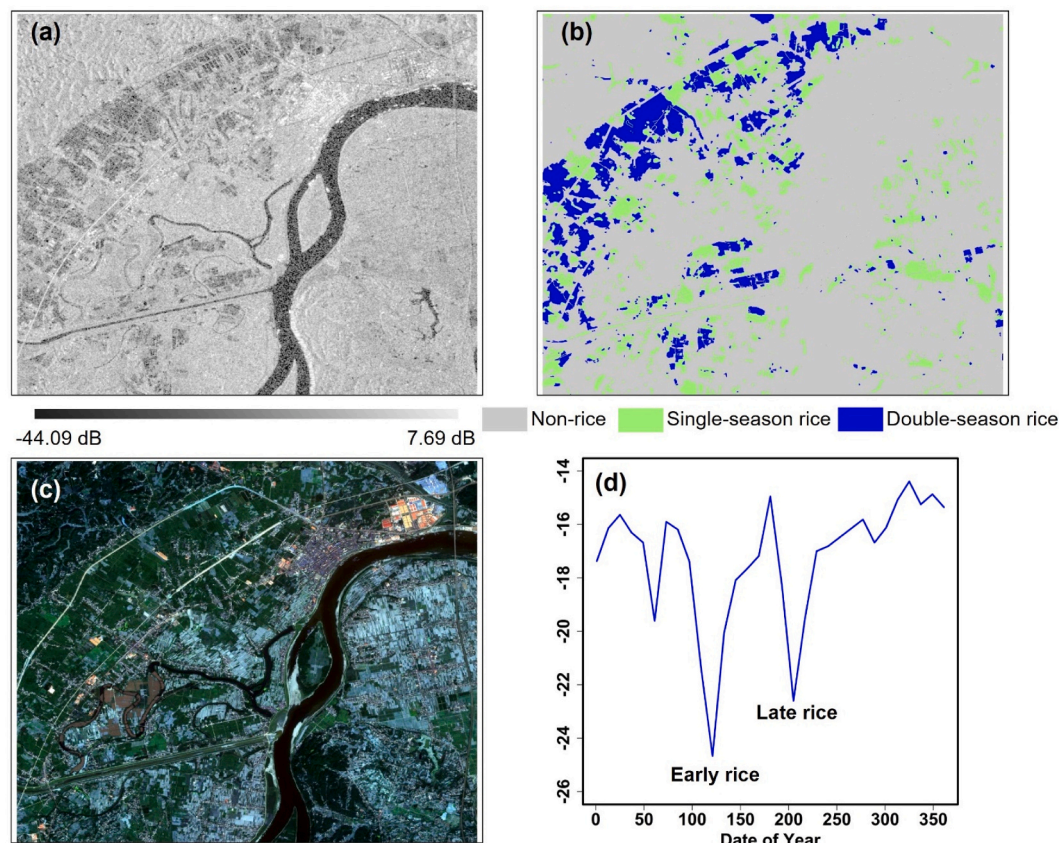 (a)
(b)
-44.09 dB 7.69 dB
Non-rice Single-season rice Double-season rice
(c)
(d)
-14
-16
-18
-20
-22
-24
-26
Late rice
Early rice
0 50 100 150 200 250 300 350
Date of Year